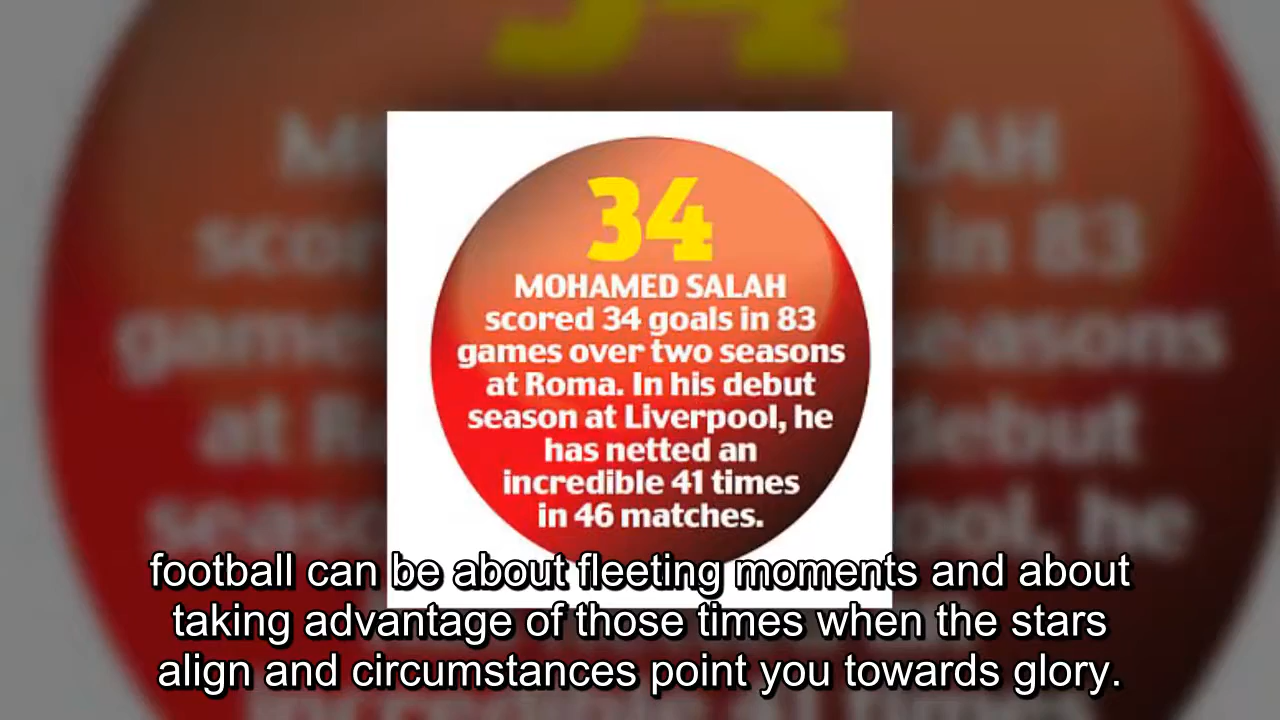 34
MOHAMED SALAH
scored 34 goals in 83
games over two seasons
at Roma. In his debut
season at Liverpool, he
has netted an
incredible 41 times
in 46 matches.
football can be about fleeting moments and about
taking advantage of those times when the stars
align and circumstances point you towards glory.